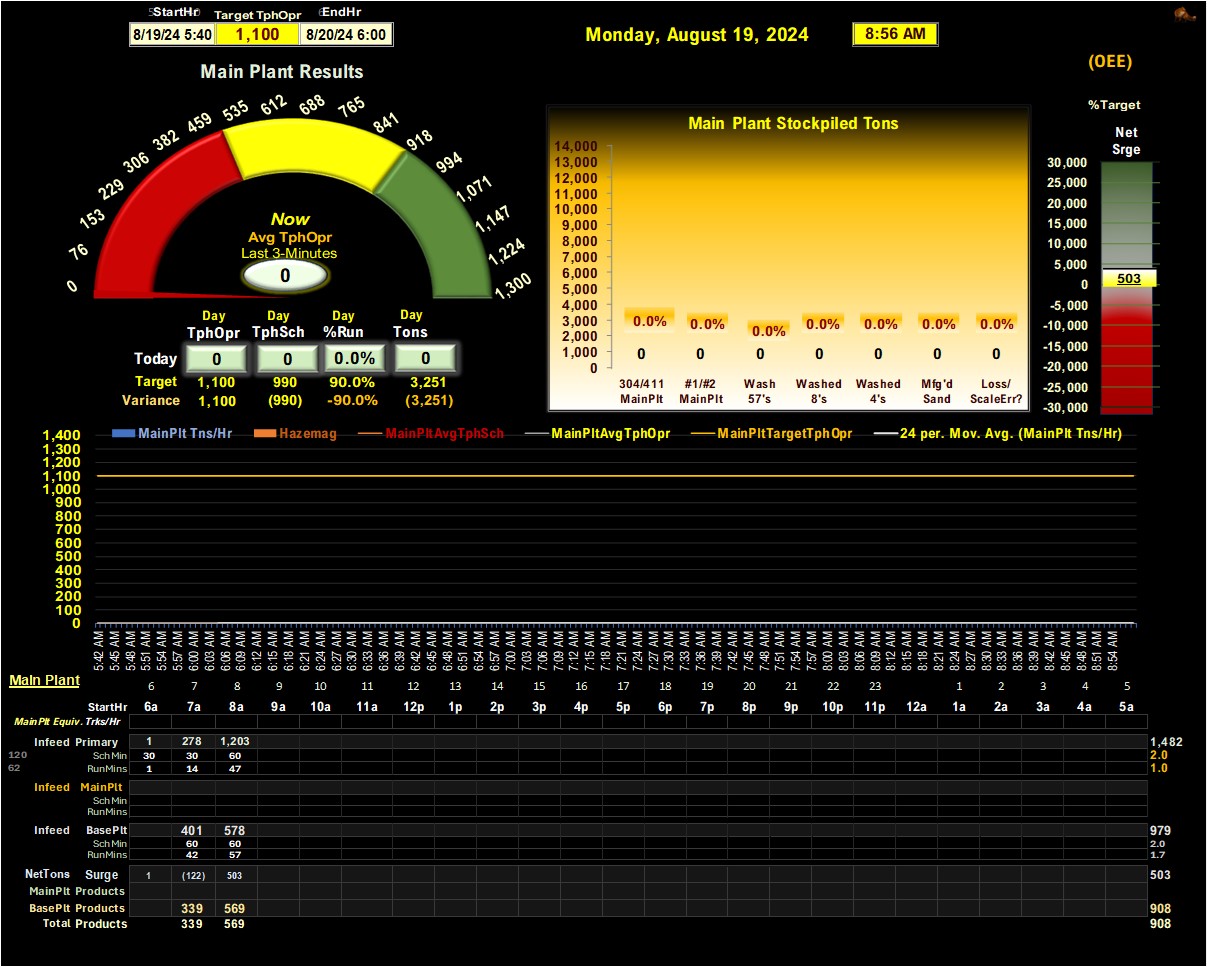 StartHr Target TphOpr EndHr
8/19/24 5:40 1,100 8/20/24 6:00
Monday, August 19, 2024 8:56 AM
(OEE)
Main Plant Results
0 76 153 229 306 382 459 535 612 688 765 841 918 994 1,071 1,147 1,224 1,300
Now
Avg TphOpr
Last 3-Minutes
0
Day Day Day Day
TphOpr TphSch %Run Tons
Today 0 0 0.0% 0
Target 1,100 990 90.0% 3,251
Variance 1,100 (990) -90.0% (3,251)
Main Plant Stockpiled Tons
14,000
13,000
12,000
11,000
10,000
9,000
8,000
7,000
6,000
5,000
4,000
3,000
2,000
1,000
0
0.0% 0.0% 0.0% 0.0% 0.0% 0.0% 0.0%
0 0 0 0 0 0 0
304/411 #1/#2 Wash Washed Washed Mfg'd Loss/
MainPlt MainPlt 57's 8's 4's Sand ScaleErr?
%Target
Net
Srge
30,000
25,000
20,000
15,000
10,000
5,000
0
-5,000
-10,000
-15,000
-20,000
-25,000
-30,000
503
MainPlt Tns/Hr Hazemag MainPltAvgTphSch MainPltAvgTphOpr MainPltTargetTphOpr 24 per. Mov. Avg. (MainPlt Tns/Hr)
1,400
1,300
1,200
1,100
1,000
900
800
700
600
500
400
300
200
100
0
5:42 AM 5:45 AM 5:48 AM 5:51 AM 5:54 AM 5:57 AM 6:00 AM 6:03 AM 6:06 AM 6:09 AM 6:12 AM 6:15 AM 6:18 AM 6:21 AM 6:24 AM 6:27 AM 6:30 AM 6:33 AM 6:36 AM 6:39 AM 6:42 AM 6:45 AM 6:48 AM 6:51 AM 6:54 AM 6:57 AM 7:00 AM 7:03 AM 7:06 AM 7:09 AM 7:12 AM 7:15 AM 7:18 AM 7:21 AM 7:24 AM 7:27 AM 7:30 AM 7:33 AM 7:36 AM 7:39 AM 7:42 AM 7:45 AM 7:48 AM 7:51 AM 7:54 AM 7:57 AM 8:00 AM 8:03 AM 8:06 AM 8:09 AM 8:12 AM 8:15 AM 8:18 AM 8:21 AM 8:24 AM 8:27 AM 8:30 AM 8:33 AM 8:36 AM 8:39 AM 8:42 AM 8:45 AM 8:48 AM 8:51 AM 8:54 AM
Main Plant
6 7 8 9 10 11 12 13 14 15 16 17 18 19 20 21 22 23 1 2 3 4 5
StartHr 6a 7a 8a 9a 10a 11a 12p 1p 2p 3p 4p 5p 6p 7p 8p 9p 10p 11p 12a 1a 2a 3a 4a 5a
MainPlt Equiv. Trks/Hr
Infeed Primary 1 278 1,203 1,482
120 Sch Min 30 30 60 2.0
62 RunMins 1 14 47 1.0
Infeed MainPlt
Sch Min
RunMins
Infeed BasePlt 401 578 979
Sch Min 60 60 2.0
RunMins 42 57 1.7
NetTons Surge 1 (122) 503 503
MainPlt Products
BasePlt Products 339 569 908
Total Products 339 569 908